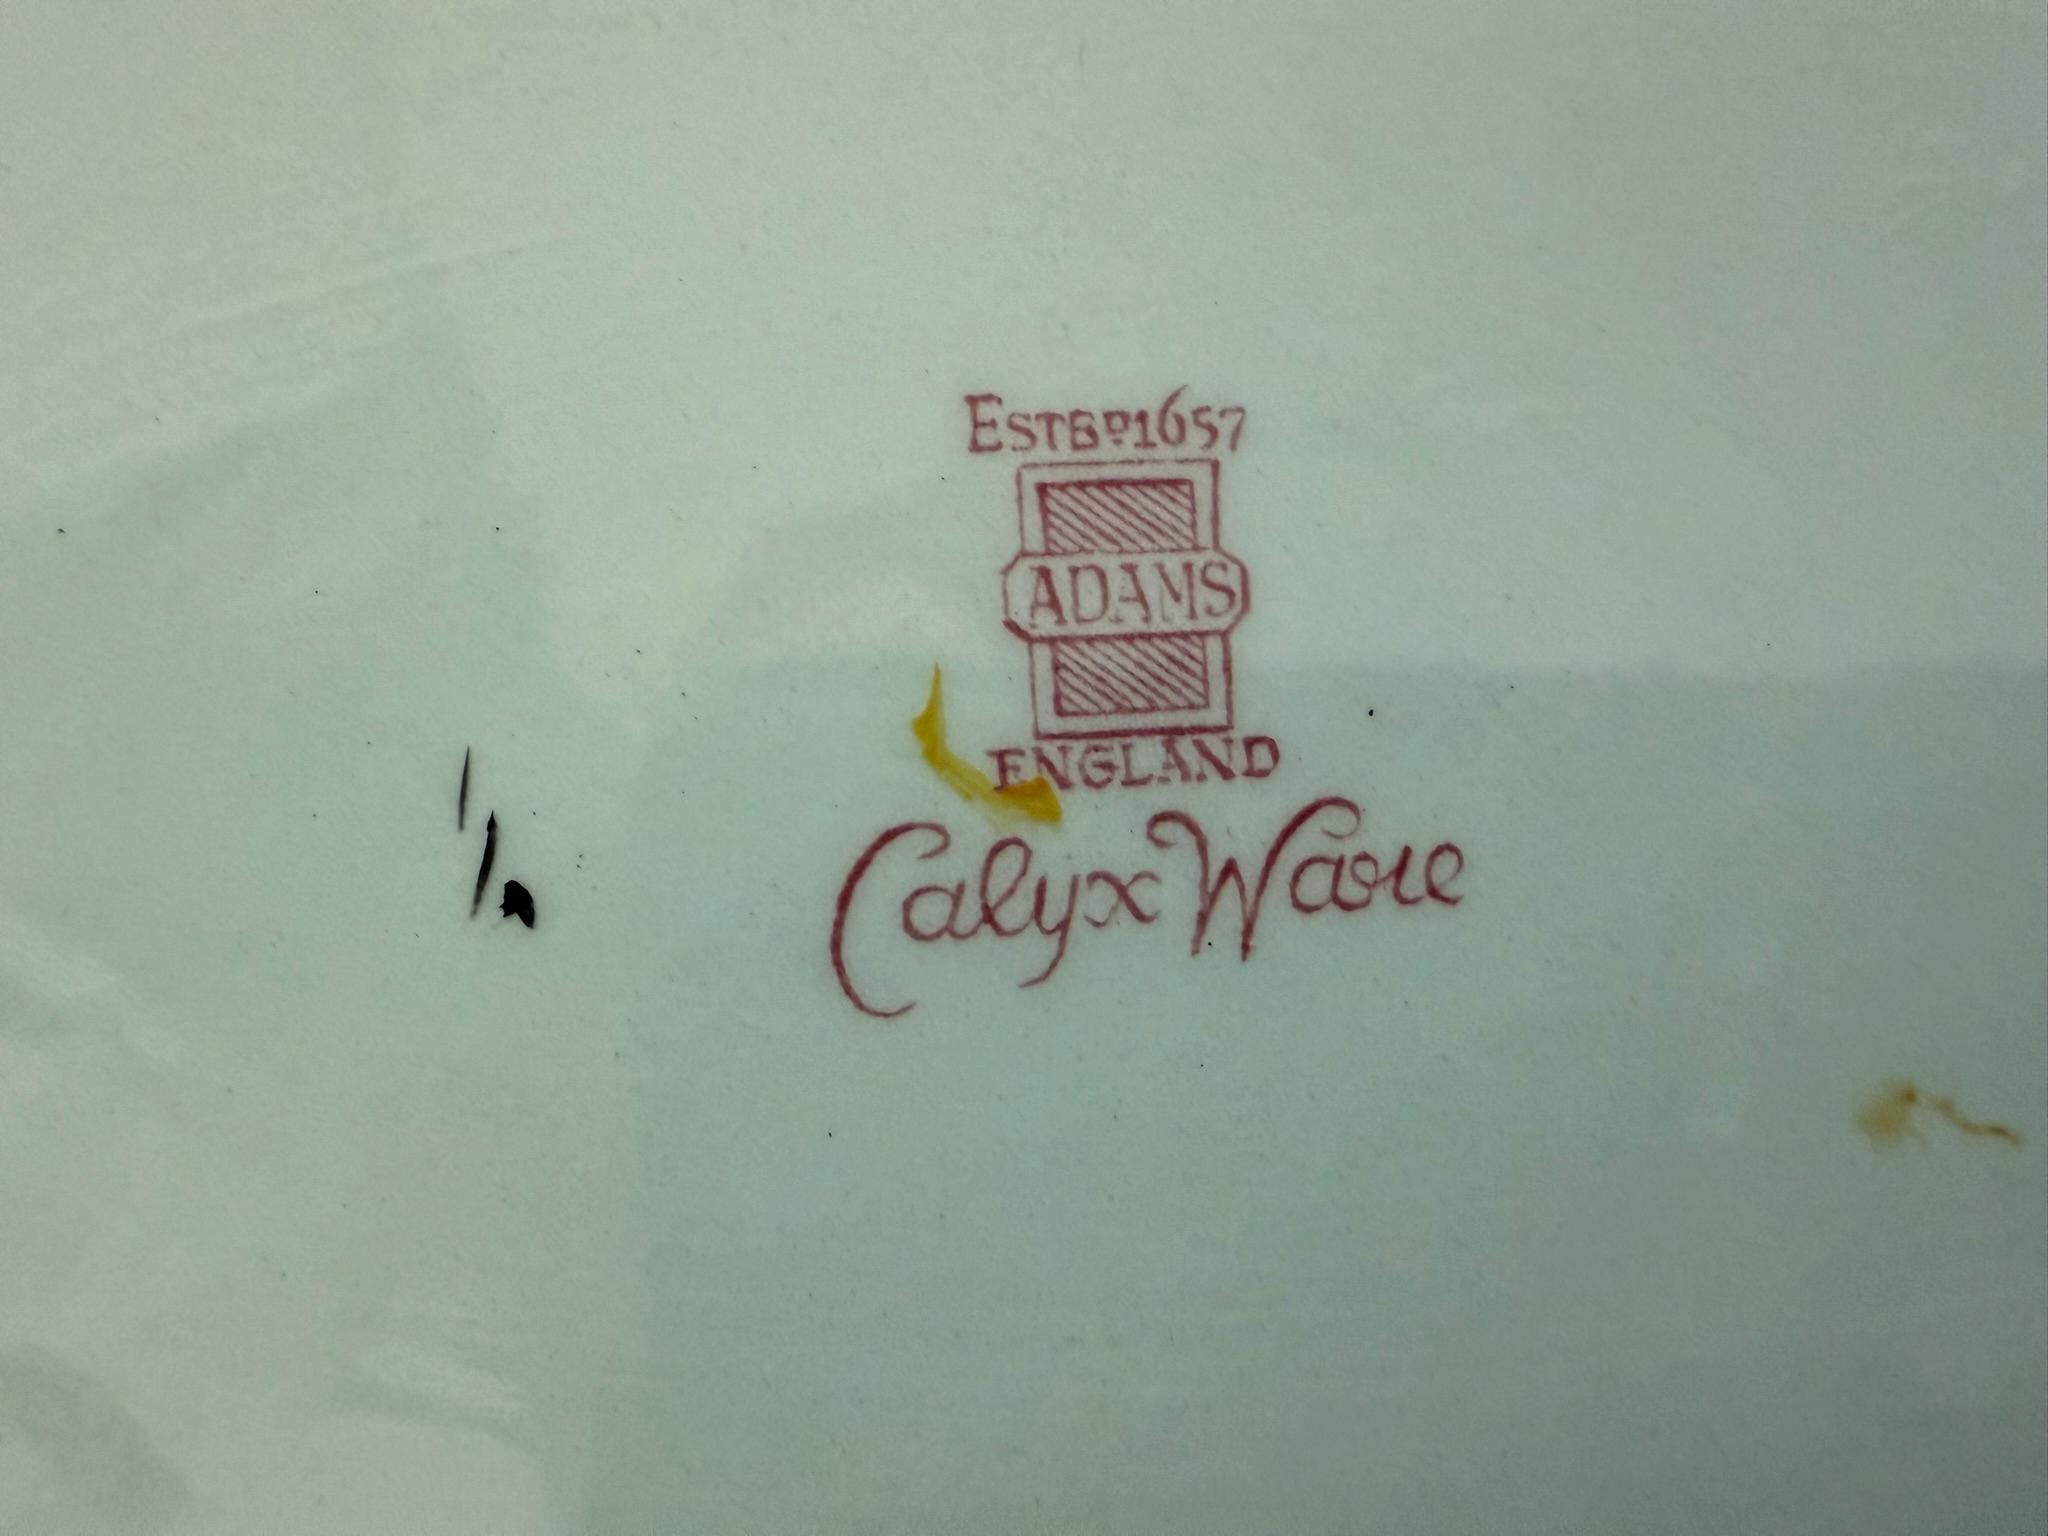 ESTBD 1657
ADAMS
ENGLAND
Calyx Ware